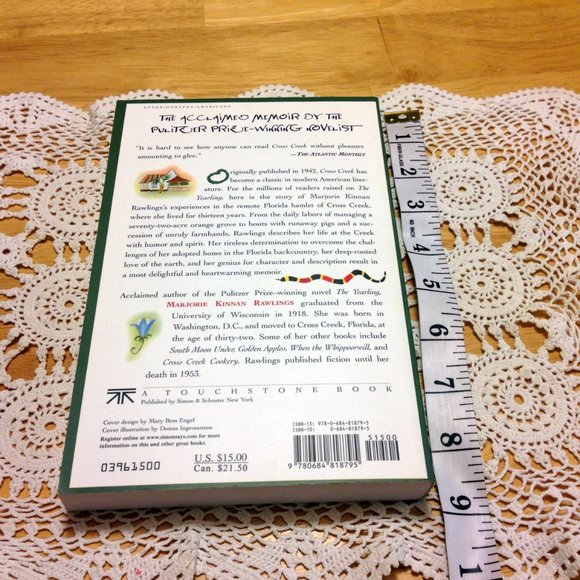 AUTOBIOGRAPHY/AMERICANA
THE ACCLAIMED MEMOIR BY THE
PULITZER PRIZE–WINNING NOVELIST
"It is hard to see how anyone can read Cross Creek without pleasure
amounting to glee."
—THE ATLANTIC MONTHLY
Originally published in 1942, Cross Creek has
become a classic in modern American liter-
ature. For the millions of readers raised on The
Yearling, here is the story of Marjorie Kinnan
Rawlings's experiences in the remote Florida hamlet of Cross Creek,
where she lived for thirteen years. From the daily labors of managing a
seventy-two-acre orange grove to bouts with runaway pigs and a suc-
cession of unruly farmhands, Rawlings describes her life at the Creek
with humor and spirit. Her tireless determination to overcome the chal-
lenges of her adopted home in the Florida backcountry, her deep-rooted
love of the earth, and her genius for character and description result in
a most delightful and heartwarming memoir.
Acclaimed author of the Pulitzer Prize–winning novel The Yearling,
MARJORIE KINNAN RAWLINGS graduated from the
University of Wisconsin in 1918. She was born in
Washington, D.C., and moved to Cross Creek, Florida, at
the age of thirty-two. Some of her other books include
South Moon Under, Golden Apples, When the Whippoorwill, and
Cross Creek Cookery. Rawlings published fiction until her
death in 1953.
A TOUCHSTONE BOOK
Published by Simon & Schuster New York
Cover design by Mary Bess Engel
Cover illustration by Donna Ingemanson
Register online at www.simonsays.com for more
information on this and other great books.
03961500
U.S. $15.00
Can. $21.50
ISBN-13: 978-0-684-81879-5
ISBN-10: 0-684-81879-5
51500
9 780684 818795
1
2
3
4
5
6
7
8
9
1